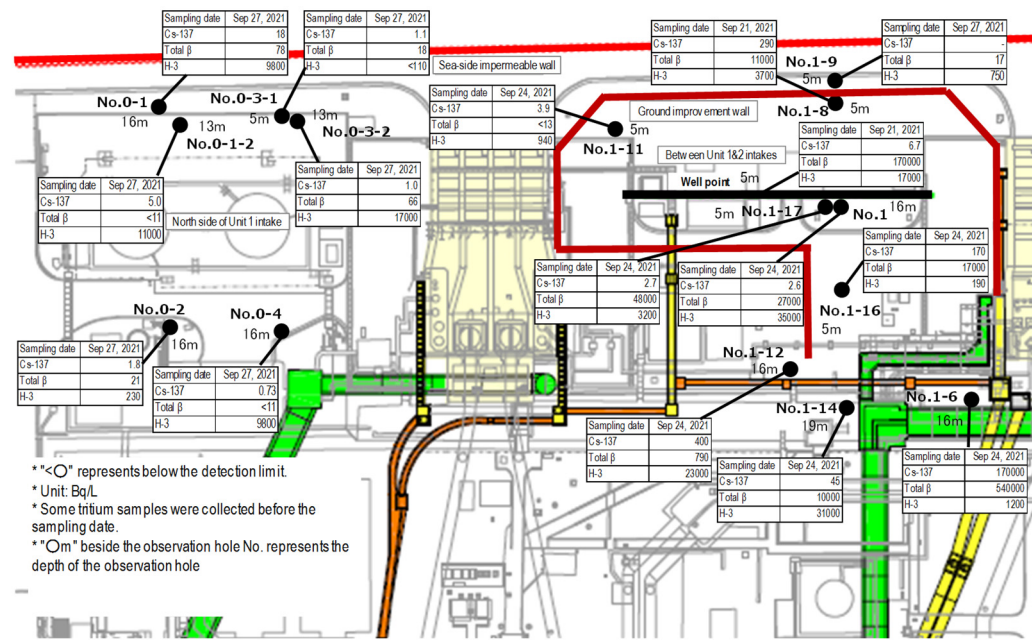 Sampling date Sep 27, 2021
Cs-137 18
Total β 78
H-3 9800
Sampling date Sep 27, 2021
Cs-137 1.1
Total β 18
H-3 <110
Sea-side impermeable wall
Sampling date Sep 21, 2021
Cs-137 290
Total β 11000
H-3 3700
Sampling date Sep 27, 2021
Cs-137 -
Total β 17
H-3 750
No.1-9
5m
No.1-8
5m
No.0-1
16m
No.0-3-1
5m
13m
No.0-3-2
13m
No.0-1-2
Sampling date Sep 24, 2021
Cs-137 3.9
Total β <13
H-3 940
5m
No.1-11
Ground improvement wall
Between Unit 1&2 intakes
Sampling date Sep 21, 2021
Cs-137 6.7
Total β 170000
H-3 17000
Well point 5m
5m No.1-17
No.1 16m
Sampling date Sep 27, 2021
Cs-137 5.0
Total β <11
H-3 11000
North side of Unit 1 intake
Sampling date Sep 27, 2021
Cs-137 1.0
Total β 66
H-3 17000
Sampling date Sep 24, 2021
Cs-137 2.7
Total β 48000
H-3 3200
Sampling date Sep 24, 2021
Cs-137 2.6
Total β 27000
H-3 35000
Sampling date Sep 24, 2021
Cs-137 170
Total β 17000
H-3 190
No.1-16
5m
No.0-2
16m
No.0-4
16m
Sampling date Sep 27, 2021
Cs-137 1.8
Total β 21
H-3 230
Sampling date Sep 27, 2021
Cs-137 0.73
Total β <11
H-3 9800
No.1-12
16m
No.1-14
19m
No.1-6
16m
Sampling date Sep 24, 2021
Cs-137 400
Total β 790
H-3 23000
Sampling date Sep 24, 2021
Cs-137 45
Total β 10000
H-3 31000
Sampling date Sep 24, 2021
Cs-137 170000
Total β 540000
H-3 1200
* "<〇" represents below the detection limit.
* Unit: Bq/L
* Some tritium samples were collected before the
sampling date.
* "〇m" beside the observation hole No. represents the
depth of the observation hole